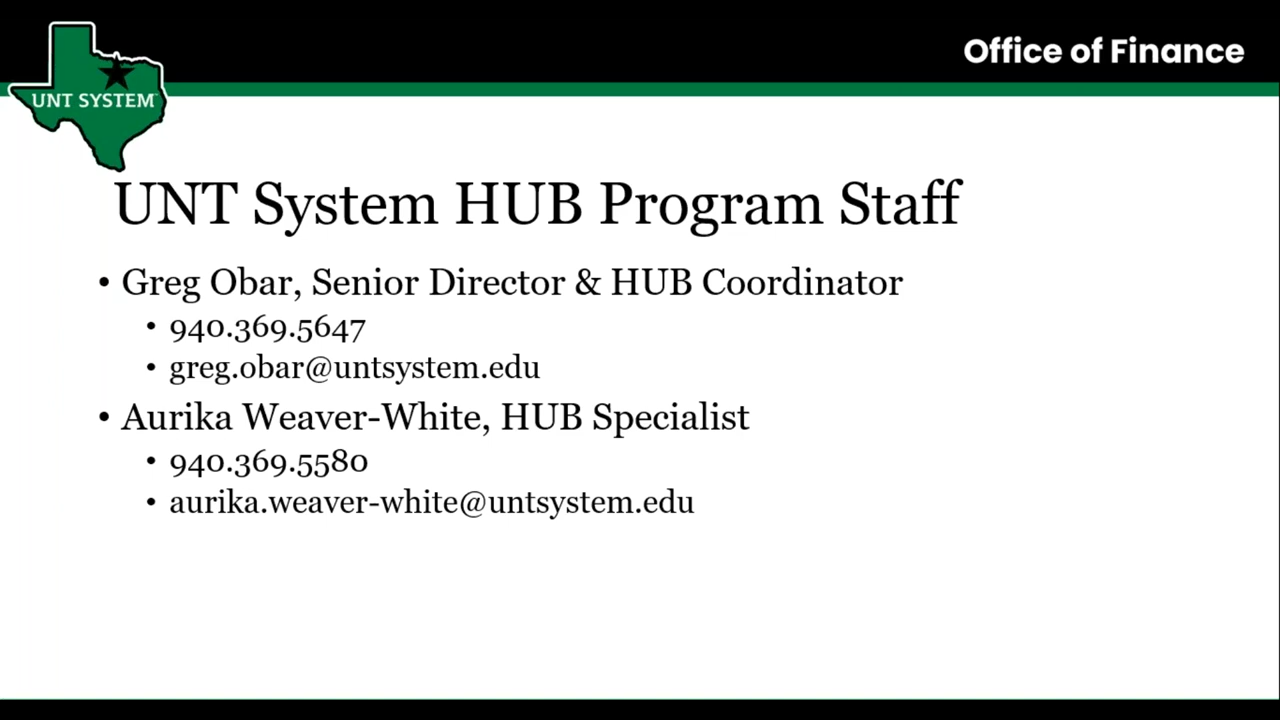 Office of Finance
UNT SYSTEM
UNT System HUB Program Staff
• Greg Obar, Senior Director & HUB Coordinator
• 940.369.5647
• greg.obar@untsystem.edu
• Aurika Weaver-White, HUB Specialist
• 940.369.5580
• aurika.weaver-white@untsystem.edu